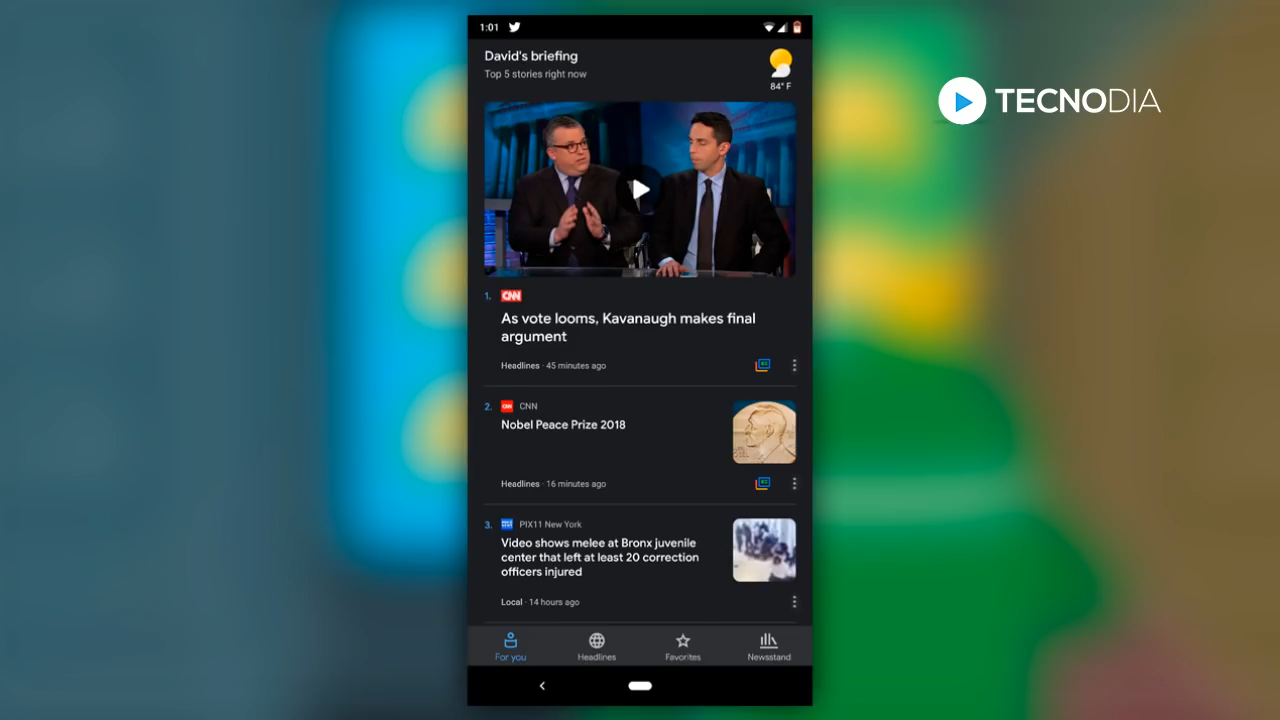 1:01
David's briefing
Top 5 stories right now
84° F
TECNODIA
1. CNN
As vote looms, Kavanaugh makes final
argument
Headlines · 45 minutes ago
2. CNN CNN
Nobel Peace Prize 2018
Headlines · 16 minutes ago
3. PIX11 New York
Video shows melee at Bronx juvenile
center that left at least 20 correction
officers injured
Local · 14 hours ago
For you
Headlines
Favorites
Newsstand